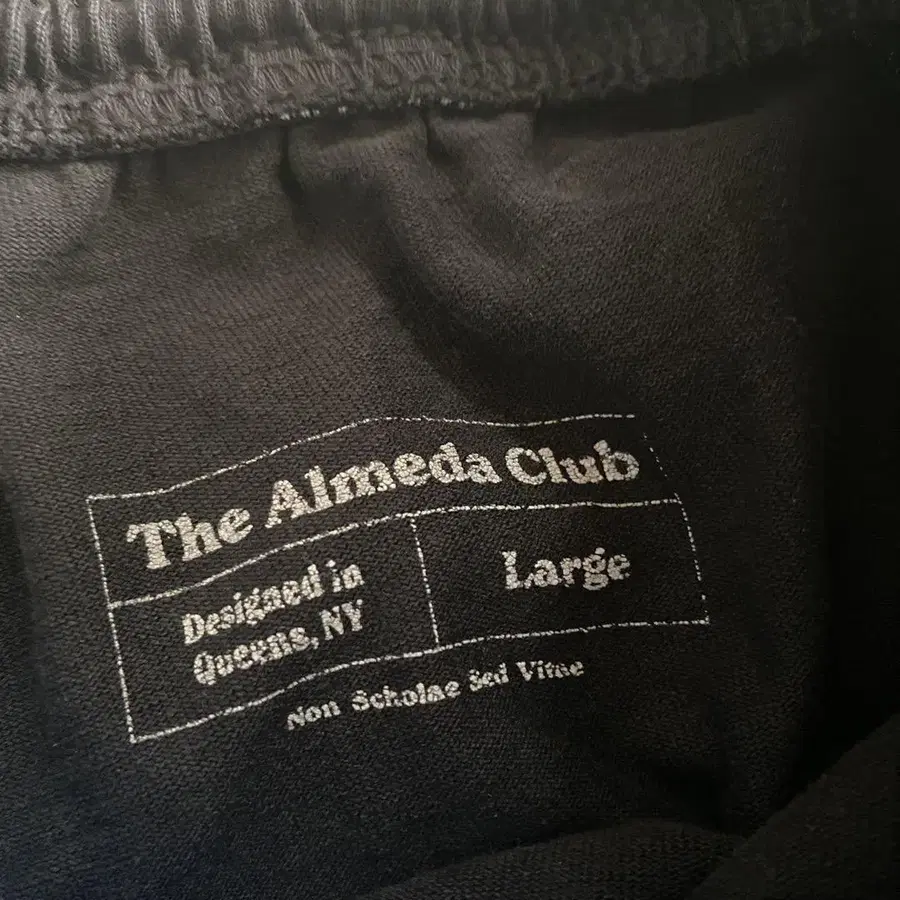 The Almeda Club
Designed in
Queens, NY
Large
Non Scholae Sed Vitae